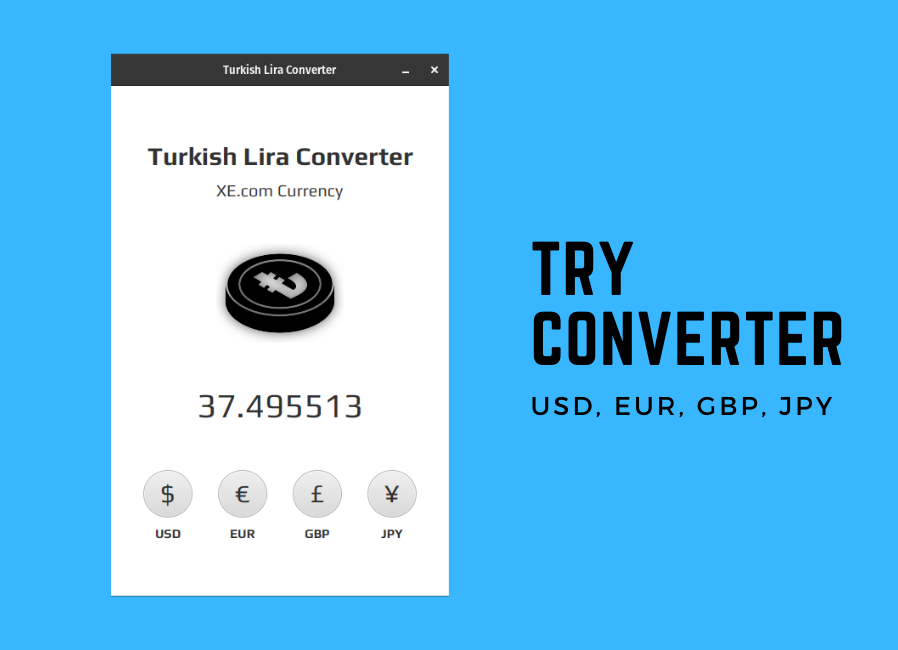 Turkish Lira Converter
Turkish Lira Converter
XE.com Currency
₺
37.495513
$ € £ ¥
USD EUR GBP JPY
TRY
CONVERTER
USD, EUR, GBP, JPY